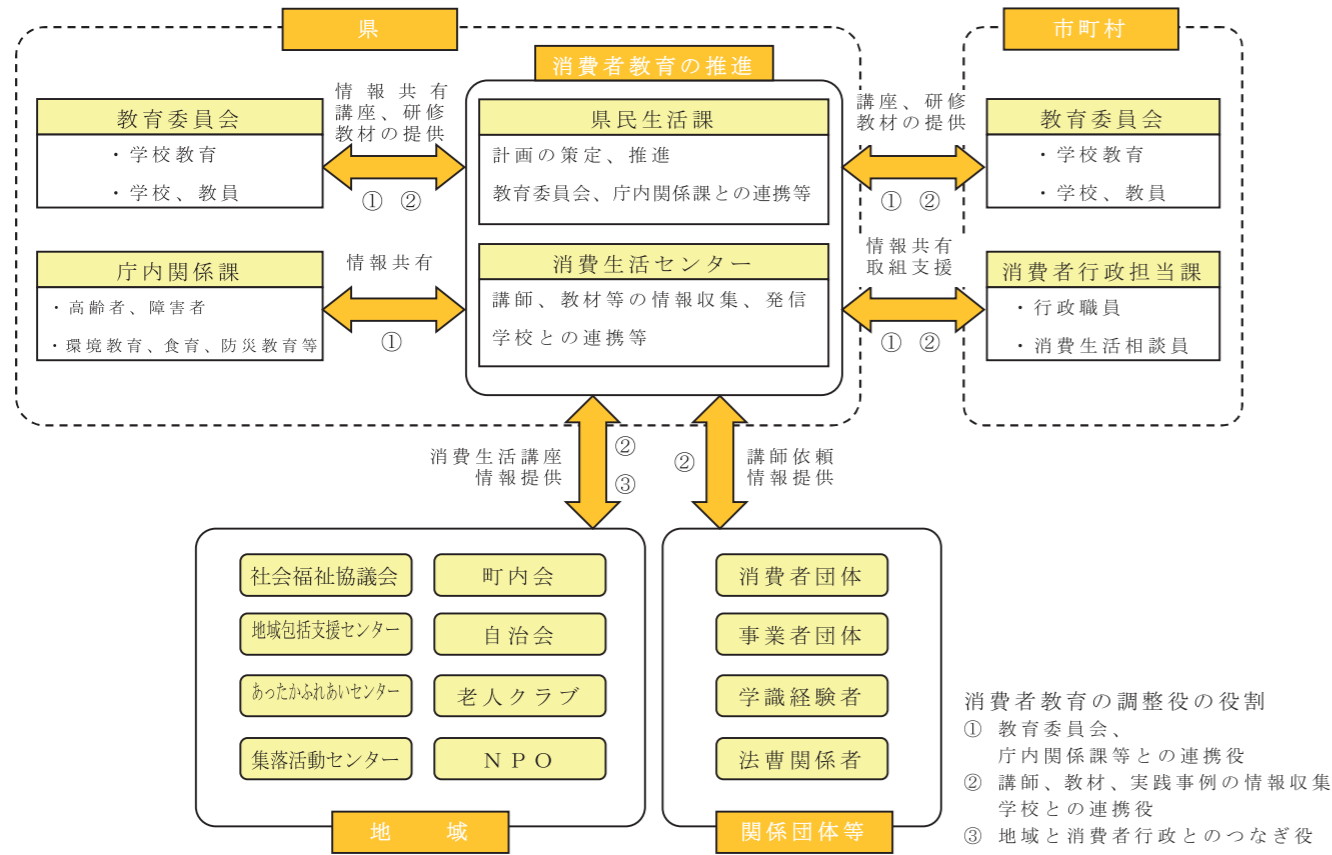 県
市町村
消費者教育の推進
教育委員会
・学校教育
・学校、教員
情報共有
講座、研修
教材の提供
① ②
県民生活課
計画の策定、推進
教育委員会、庁内関係課との連携等
講座、研修
教材の提供
① ②
教育委員会
・学校教育
・学校、教員
庁内関係課
・高齢者、障害者
・環境教育、食育、防災教育等
情報共有
①
消費生活センター
講師、教材等の情報収集、発信
学校との連携等
情報共有
取組支援
① ②
消費者行政担当課
・行政職員
・消費生活相談員
消費生活講座
情報提供
②
③
②
講師依頼
情報提供
社会福祉協議会
町内会
地域包括支援センター
自治会
あったかふれあいセンター
老人クラブ
集落活動センター
NPO
地 域
消費者団体
事業者団体
学識経験者
法曹関係者
関係団体等
消費者教育の調整役の役割
① 教育委員会、
庁内関係課等との連携役
② 講師、教材、実践事例の情報収集
学校との連携役
③ 地域と消費者行政とのつなぎ役